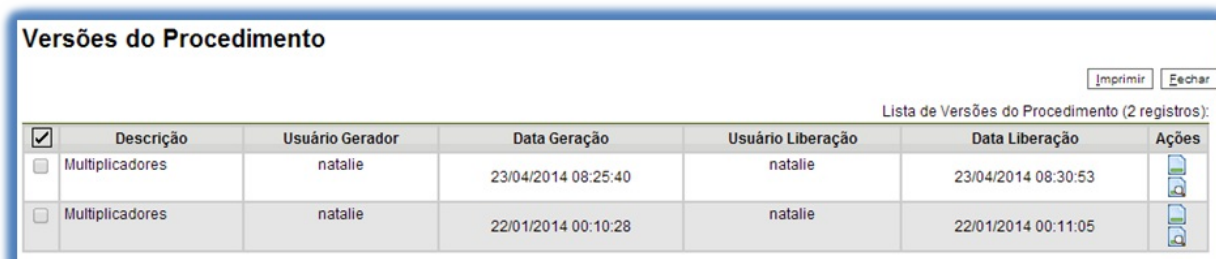 Versões do Procedimento
Imprimir Fechar
Lista de Versões do Procedimento (2 registros):
Descrição Usuário Gerador Data Geração Usuário Liberação Data Liberação Ações
Multiplicadores natalie 23/04/2014 08:25:40 natalie 23/04/2014 08:30:53
Multiplicadores natalie 22/01/2014 00:10:28 natalie 22/01/2014 00:11:05